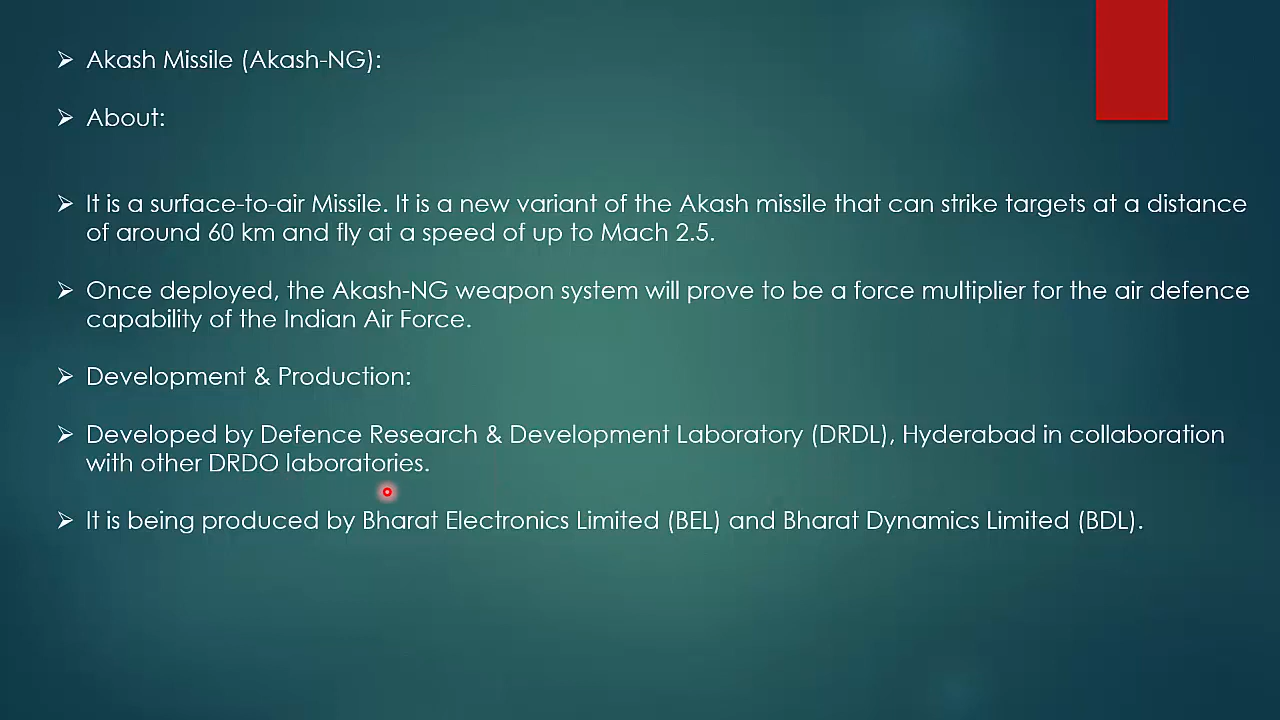 ➢ Akash Missile (Akash-NG):
➢ About:
➢ It is a surface-to-air Missile. It is a new variant of the Akash missile that can strike targets at a distance
of around 60 km and fly at a speed of up to Mach 2.5.
➢ Once deployed, the Akash-NG weapon system will prove to be a force multiplier for the air defence
capability of the Indian Air Force.
➢ Development & Production:
➢ Developed by Defence Research & Development Laboratory (DRDL), Hyderabad in collaboration
with other DRDO laboratories.
➢ It is being produced by Bharat Electronics Limited (BEL) and Bharat Dynamics Limited (BDL).